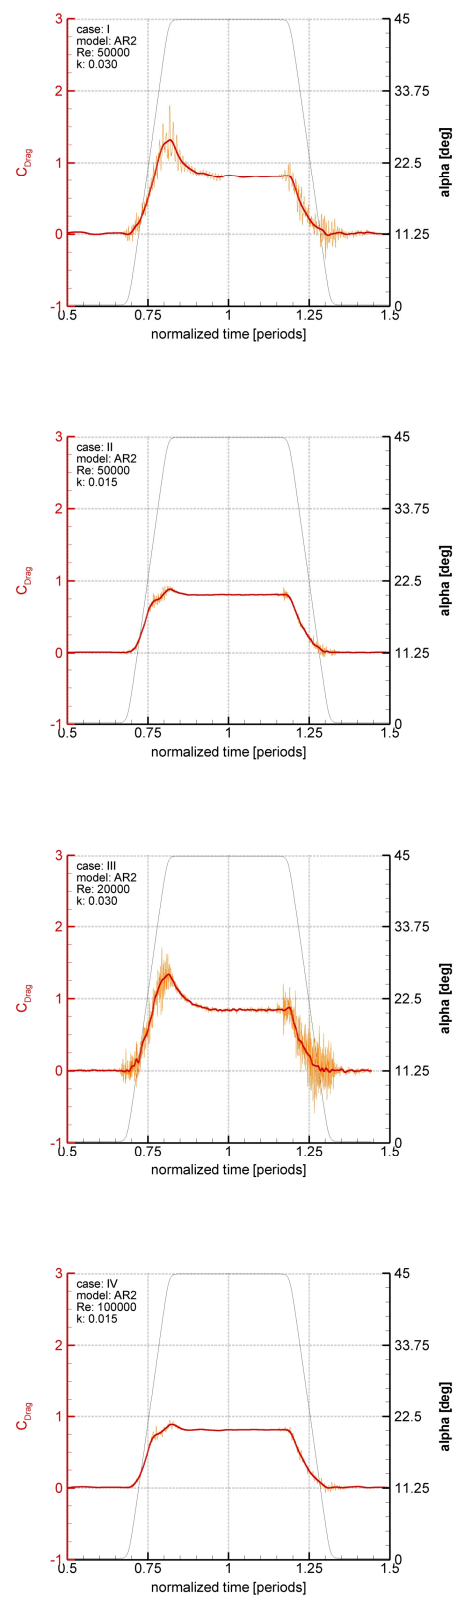 3
45
case: I
model: AR2
Re: 50000
k: 0.030
2
33.75
1
22.5
0
11.25
-1
0
C_Drag
alpha [deg]
0.5
0.75
1
1.25
1.5
normalized time [periods]
3
45
case: II
model: AR2
Re: 50000
k: 0.015
2
33.75
1
22.5
0
11.25
-1
0
C_Drag
alpha [deg]
0.5
0.75
1
1.25
1.5
normalized time [periods]
3
45
case: III
model: AR2
Re: 20000
k: 0.030
2
33.75
1
22.5
0
11.25
-1
0
C_Drag
alpha [deg]
0.5
0.75
1
1.25
1.5
normalized time [periods]
3
45
case: IV
model: AR2
Re: 100000
k: 0.015
2
33.75
1
22.5
0
11.25
-1
0
C_Drag
alpha [deg]
0.5
0.75
1
1.25
1.5
normalized time [periods]